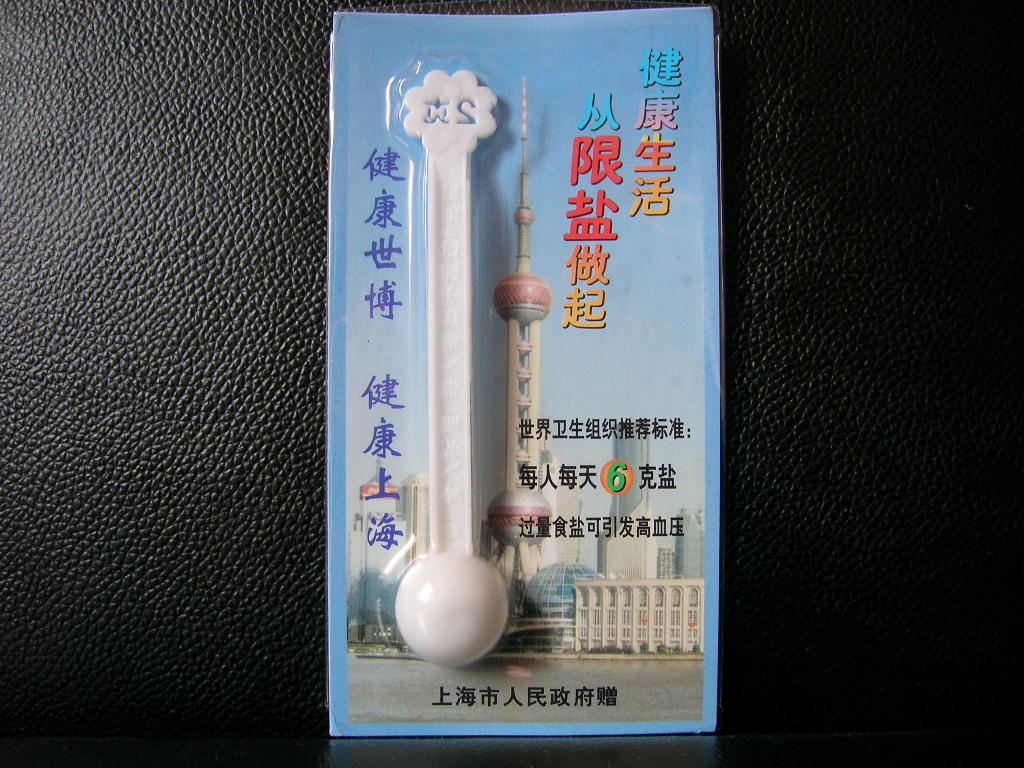 健康生活
从限盐做起
健康世博 健康上海
世界卫生组织推荐标准:
每人每天6克盐
过量食盐可引发高血压
上海市人民政府赠